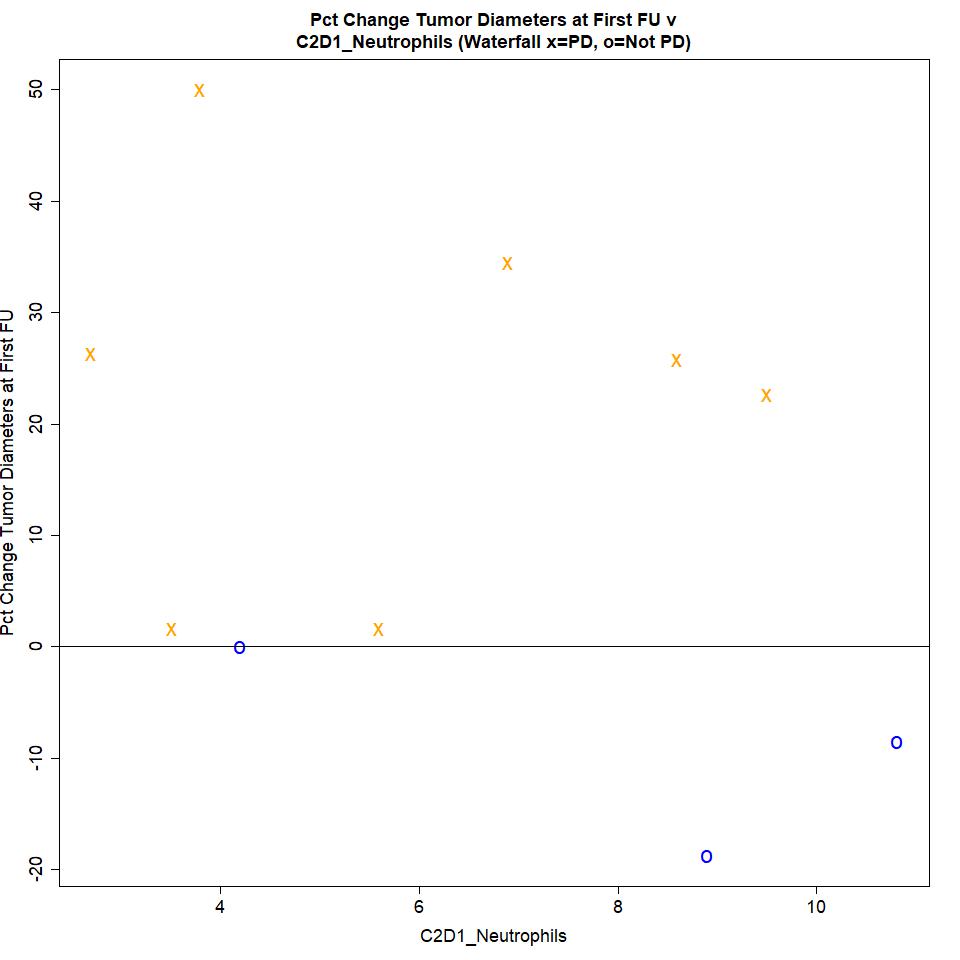 Pct Change Tumor Diameters at First FU v
C2D1_Neutrophils (Waterfall x=PD, o=Not PD)
Pct Change Tumor Diameters at First FU
50
40
30
20
10
0
-10
-20
X
X
X
X
X
X
X
O
O
O
4
6
8
10
C2D1_Neutrophils